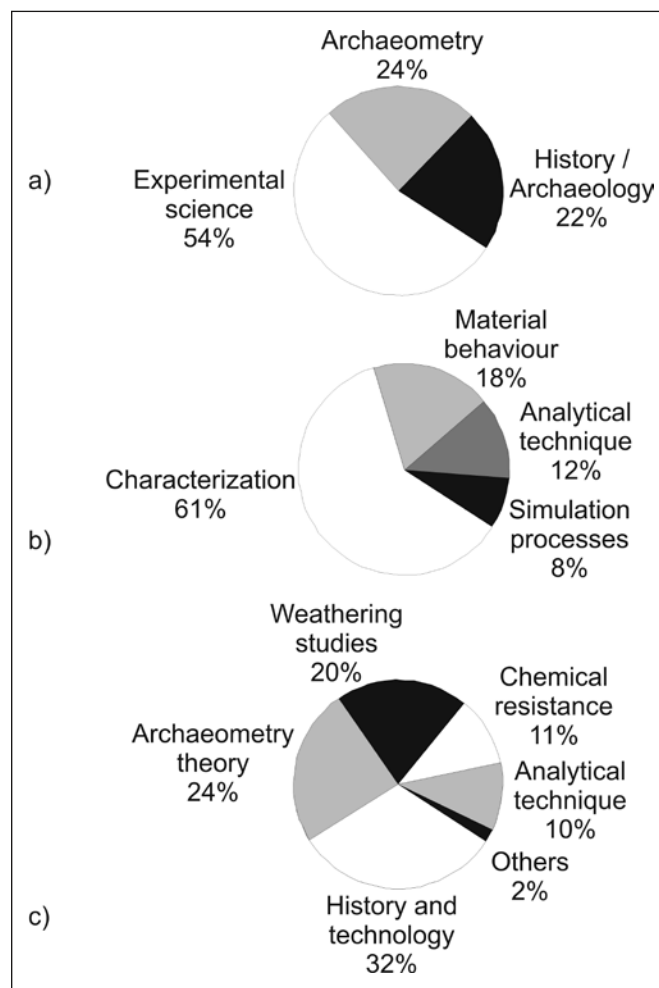 Archaeometry
24%
a)
Experimental
science
54%
History /
Archaeology
22%
Material
behaviour
18%
Analytical
technique
12%
Characterization
61%
Simulation
processes
8%
b)
Weathering
studies
20%
Chemical
resistance
11%
Archaeometry
theory
24%
Analytical
technique
10%
Others
2%
History and
technology
32%
c)